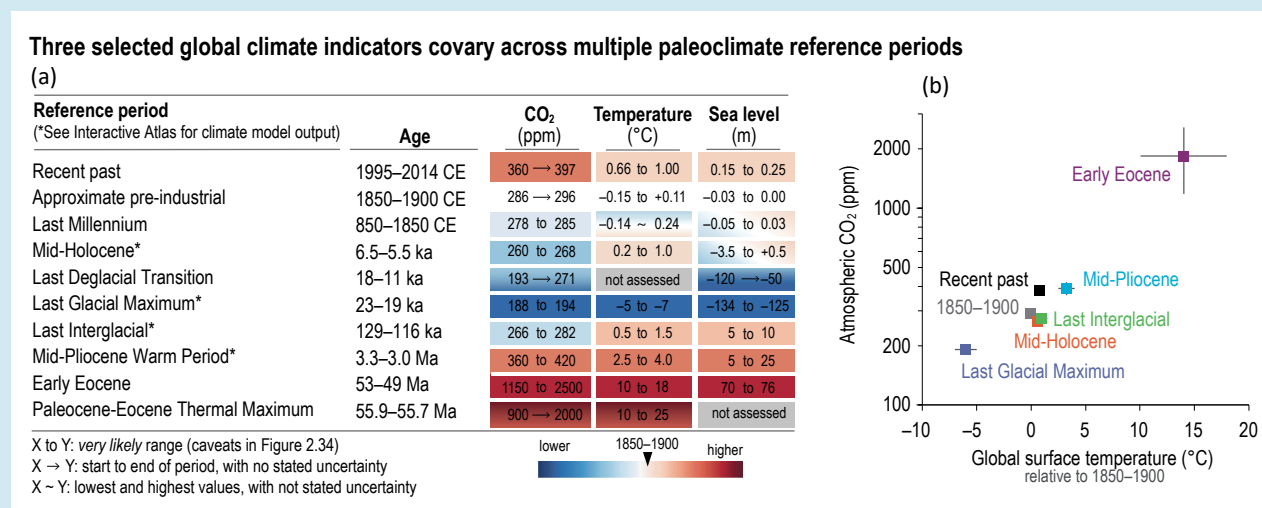 Three selected global climate indicators covary across multiple paleoclimate reference periods
(a)
Reference period
(*See Interactive Atlas for climate model output)
Age
CO₂
(ppm)
Temperature
(°C)
Sea level
(m)
Recent past 1995–2014 CE 360 → 397 0.66 to 1.00 0.15 to 0.25
Approximate pre-industrial 1850–1900 CE 286 → 296 –0.15 to +0.11 –0.03 to 0.00
Last Millennium 850–1850 CE 278 to 285 –0.14 ~ 0.24 –0.05 to 0.03
Mid-Holocene* 6.5–5.5 ka 260 to 268 0.2 to 1.0 –3.5 to +0.5
Last Deglacial Transition 18–11 ka 193 → 271 not assessed –120 → –50
Last Glacial Maximum* 23–19 ka 188 to 194 –5 to –7 –134 to –125
Last Interglacial* 129–116 ka 266 to 282 0.5 to 1.5 5 to 10
Mid-Pliocene Warm Period* 3.3–3.0 Ma 360 to 420 2.5 to 4.0 5 to 25
Early Eocene 53–49 Ma 1150 to 2500 10 to 18 70 to 76
Paleocene-Eocene Thermal Maximum 55.9–55.7 Ma 900 → 2000 10 to 25 not assessed
X to Y: very likely range (caveats in Figure 2.34)
X → Y: start to end of period, with no stated uncertainty
X ~ Y: lowest and highest values, with not stated uncertainty
lower 1850–1900 higher
(b)
Atmospheric CO₂ (ppm)
2000
1000
500
200
100
Early Eocene
Recent past
Mid-Pliocene
1850–1900
Last Interglacial
Mid-Holocene
Last Glacial Maximum
–10 –5 0 5 10 15 20
Global surface temperature (°C)
relative to 1850–1900